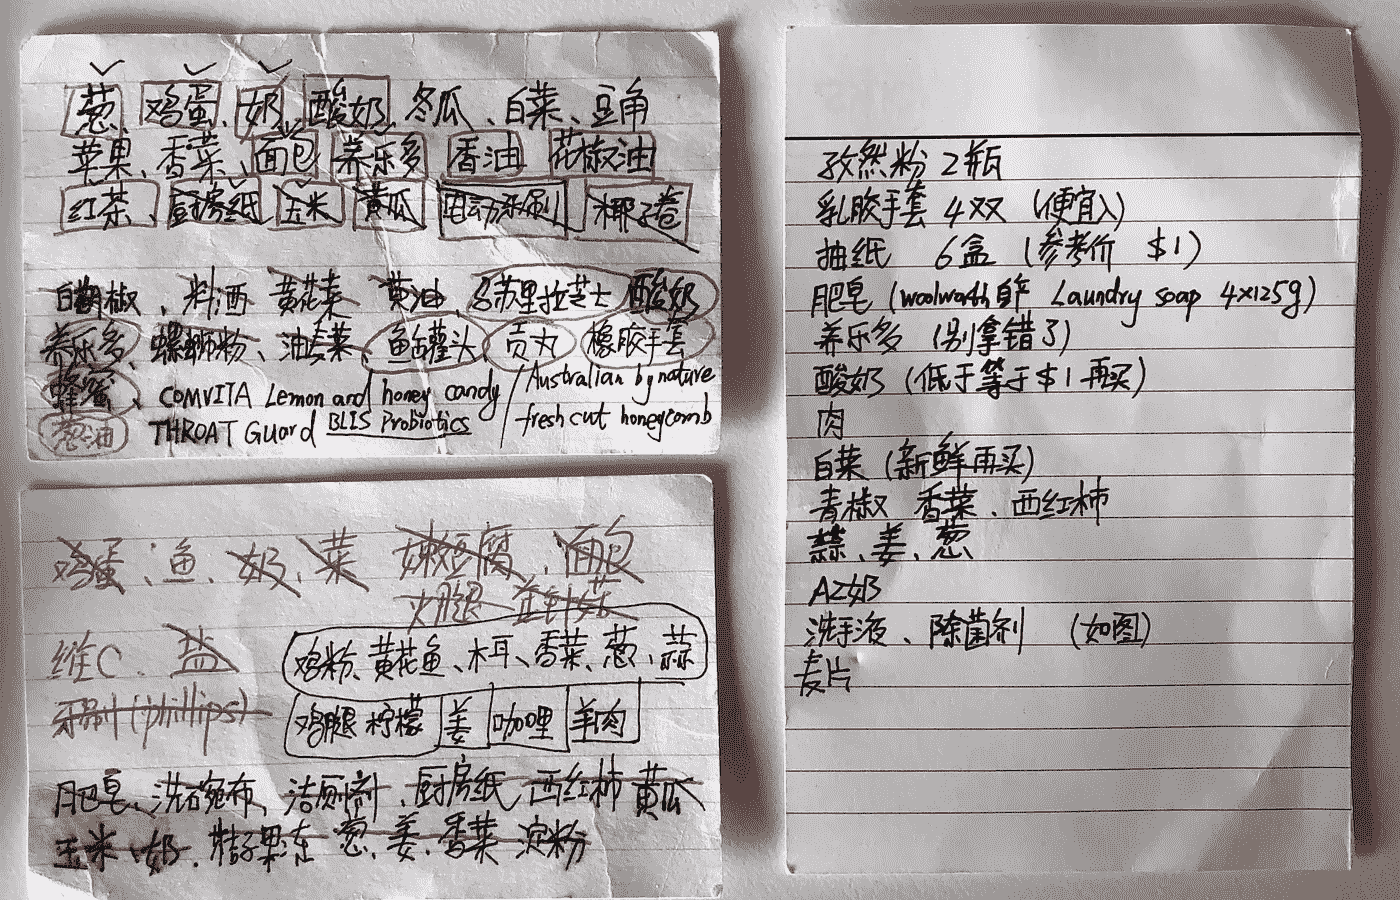 葱、鸡蛋、奶、酸奶、冬瓜、白菜、豆角
苹果、香菜、面包 养乐多 香油 花椒油
红茶、厨房纸 玉米 黄瓜 电动牙刷 椰子卷
白胡椒、料酒 黄花菜 黄油、马苏里拉芝士 酸奶
养乐多、螺蛳粉、油麦菜、鱼罐头、贡丸 橡胶手套
蜂蜜、COMVITA Lemon and honey candy / Australian by nature
葱油 THROAT Guard BLIS Probiotics / fresh cut honeycomb
鸡蛋、鱼、奶、菜 嫩豆腐、面包
火腿 金针菇
维C、盐
鸡粉、黄花鱼、木耳、香菜、葱、蒜
牙刷(phillips)
鸡腿 柠檬 姜 咖哩 羊肉
肥皂、洗碗布、洁厕剂、厨房纸 西红柿 黄瓜
玉米、奶、桔子果冻 葱、姜、香菜 淀粉
孜然粉 2瓶
乳胶手套 4双 (便宜)
抽纸 6盒 (参考价 $1)
肥皂 (woolworth自产 Laundry soap 4×125g)
养乐多 (别拿错了)
酸奶 (低于等于$1再买)
肉
白菜 (新鲜再买)
青椒 香菜、西红柿
蒜、姜、葱
A2奶
洗手液、除菌剂 (如图)
麦片